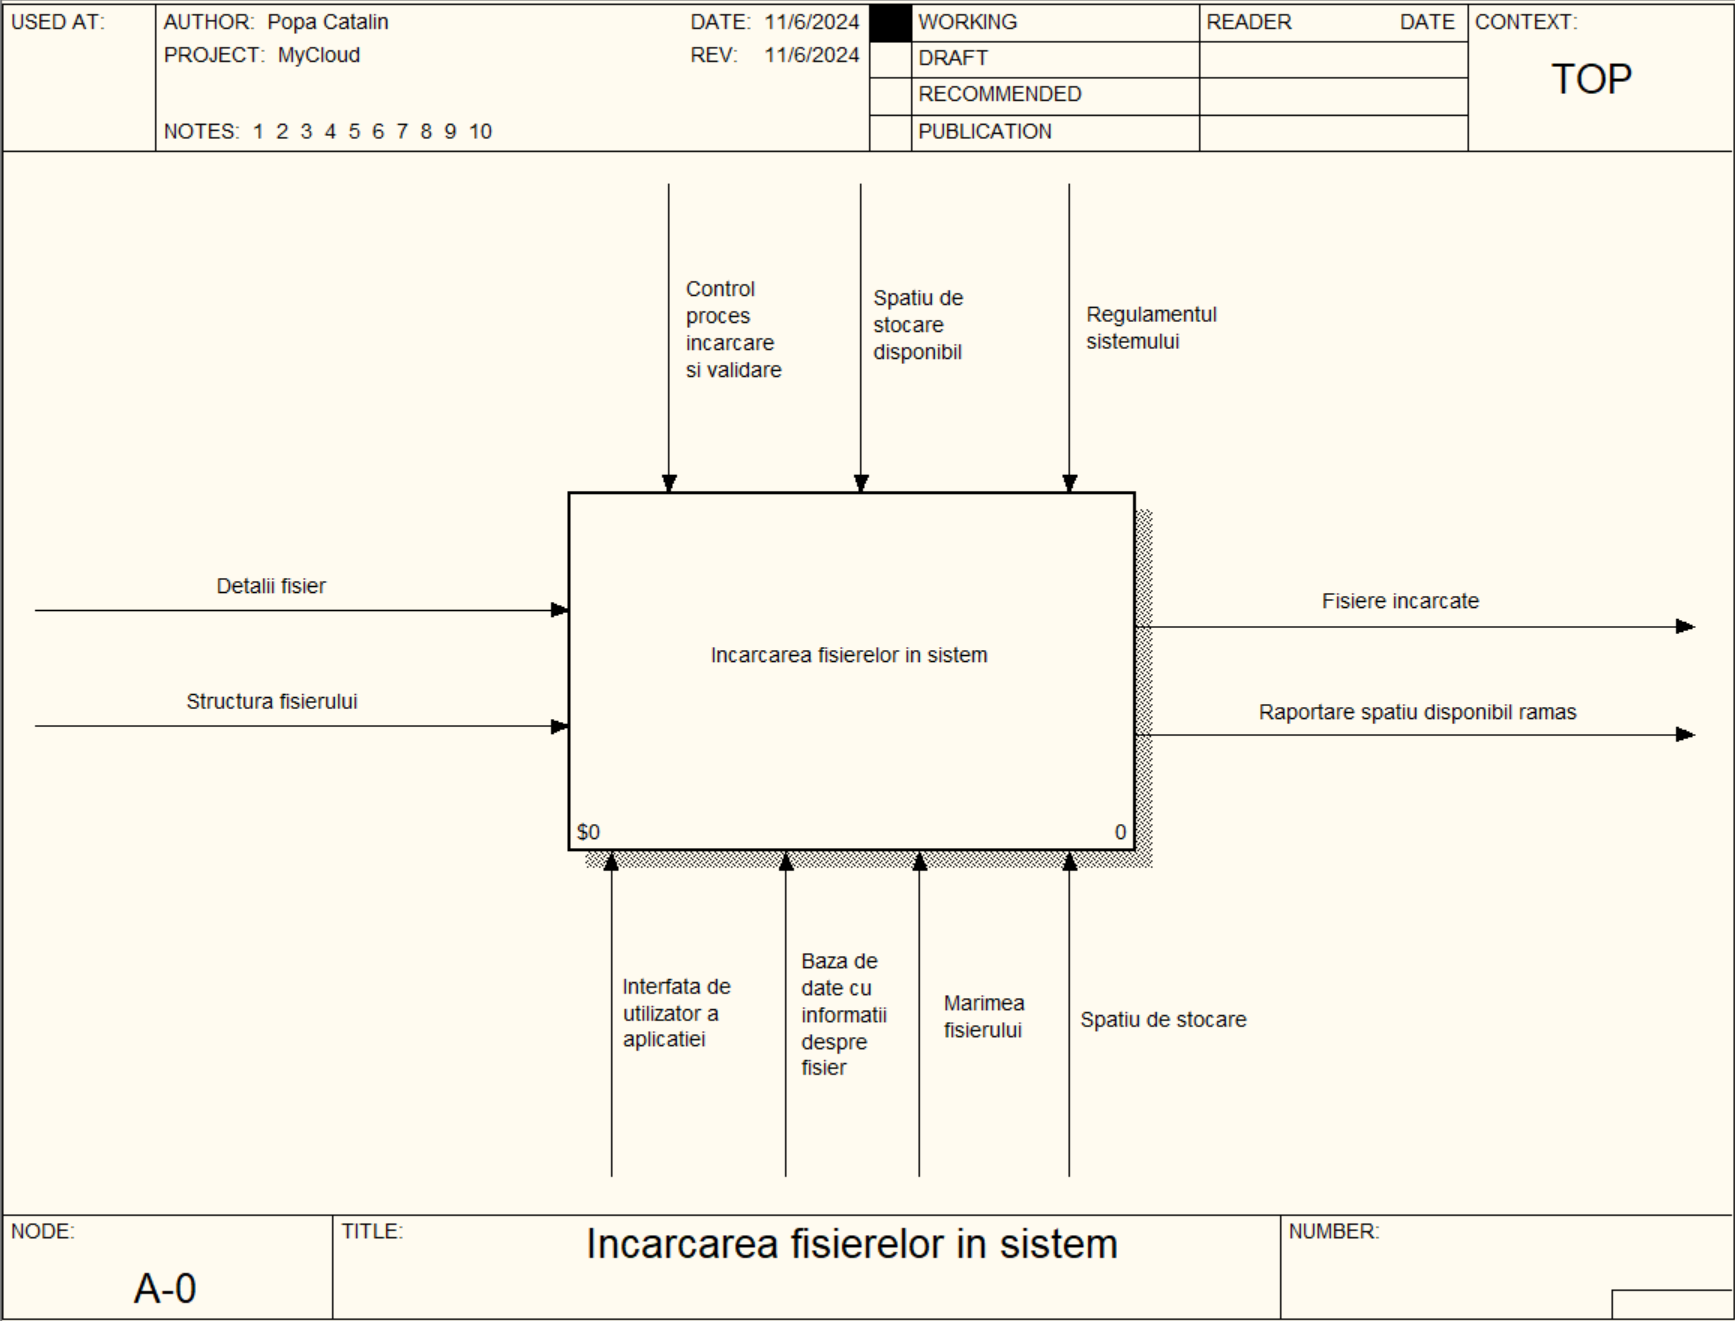 USED AT:
AUTHOR: Popa Catalin
DATE: 11/6/2024
PROJECT: MyCloud
REV: 11/6/2024
NOTES: 1 2 3 4 5 6 7 8 9 10
WORKING
DRAFT
RECOMMENDED
PUBLICATION
READER
DATE
CONTEXT:
TOP
Control
proces
incarcare
si validare
Spatiu de
stocare
disponibil
Regulamentul
sistemului
Detalii fisier
Structura fisierului
Incarcarea fisierelor in sistem
$0
0
Fisiere incarcate
Raportare spatiu disponibil ramas
Interfata de
utilizator a
aplicatiei
Baza de
date cu
informatii
despre
fisier
Marimea
fisierului
Spatiu de stocare
NODE:
A-0
TITLE:
Incarcarea fisierelor in sistem
NUMBER: